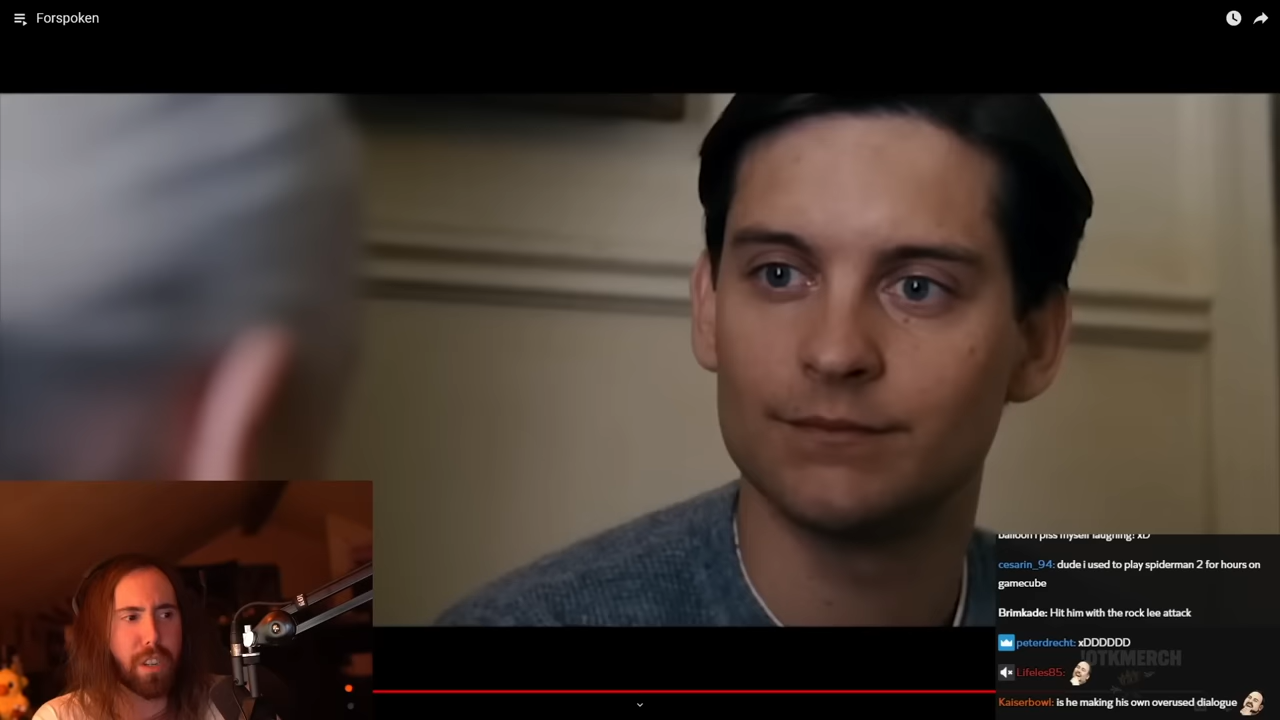 Forspoken
balloon i piss myself laughing! xD
cesarin_94: dude i used to play spiderman 2 for hours on
gamecube
Brimkade: Hit him with the rock lee attack
peterdrecht: xDDDDDD
OTKMERCH
Lifeles85:
Kaiserbowl: is he making his own overused dialogue